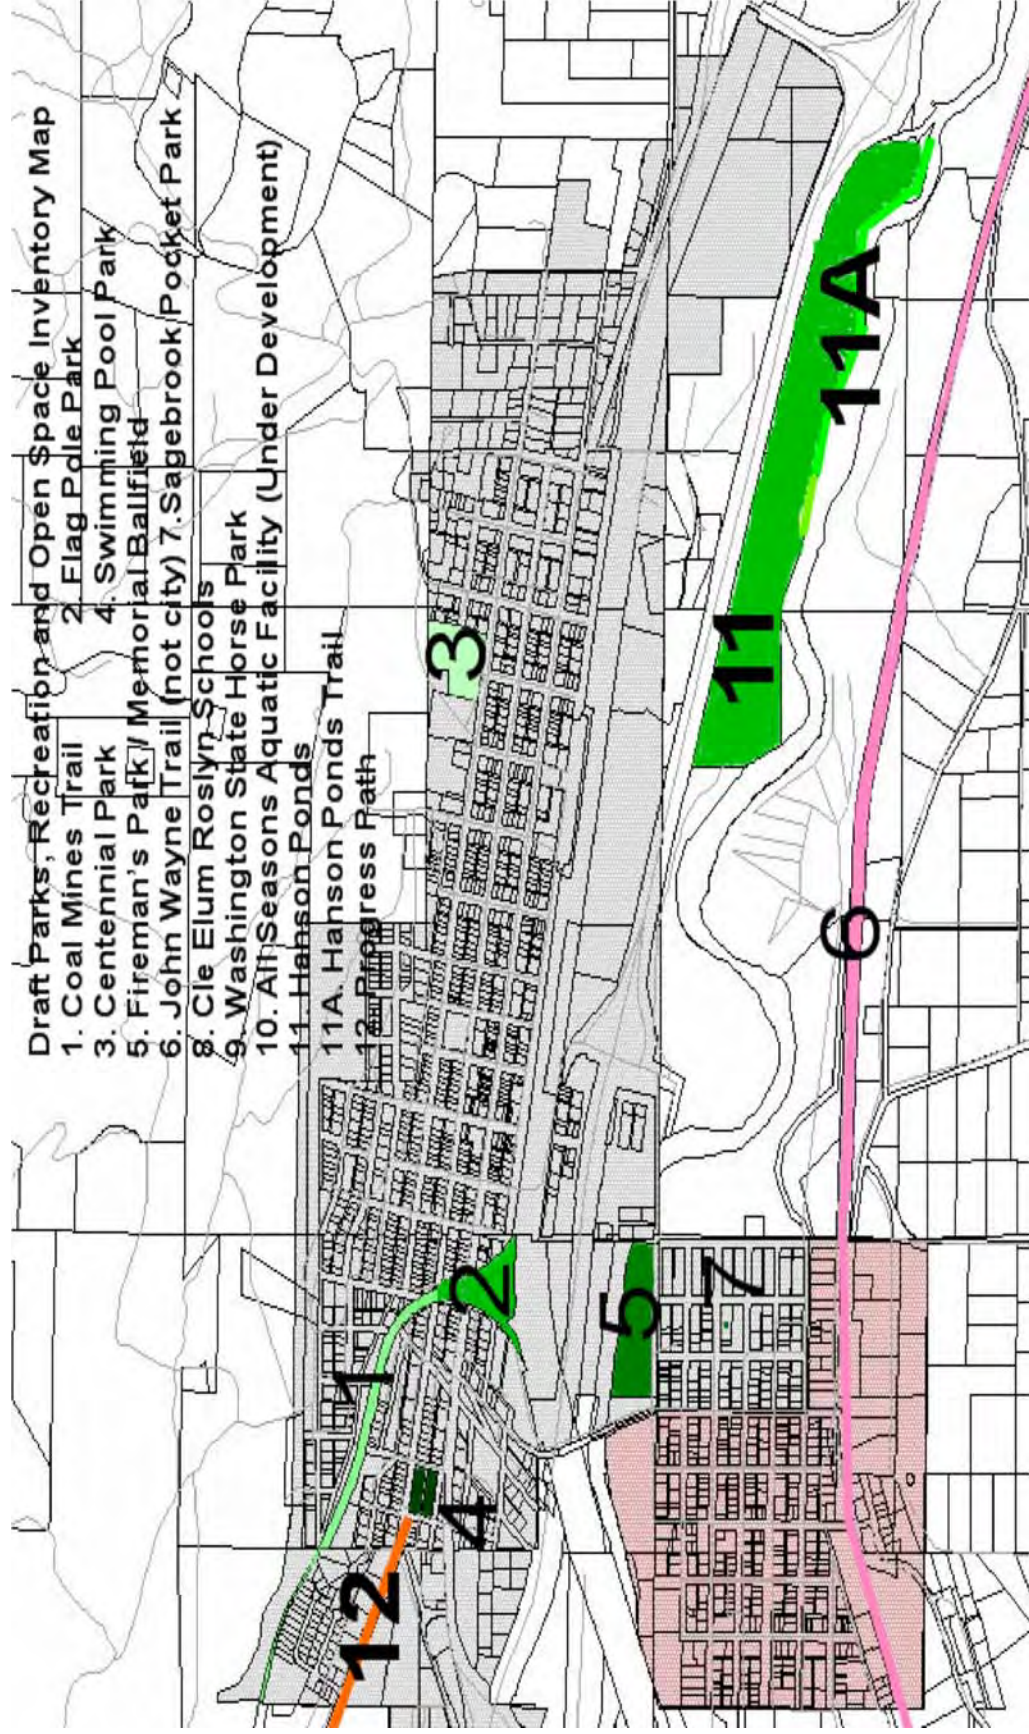 Draft Parks, Recreation and Open Space Inventory Map
1. Coal Mines Trail 2. Flag Pole Park
3. Centennial Park 4. Swimming Pool Park
5. Fireman's Park / Memorial Ballfield
6. John Wayne Trail (not city) 7.Sagebrook Pocket Park
8. Cle Elum Roslyn Schools
9. Washington State Horse Park
10. All Seasons Aquatic Facility (Under Development)
11. Hanson Ponds
11A. Hanson Ponds Trail
12. Progress Path
12
1
4
2
3
5
7
6
11
11A